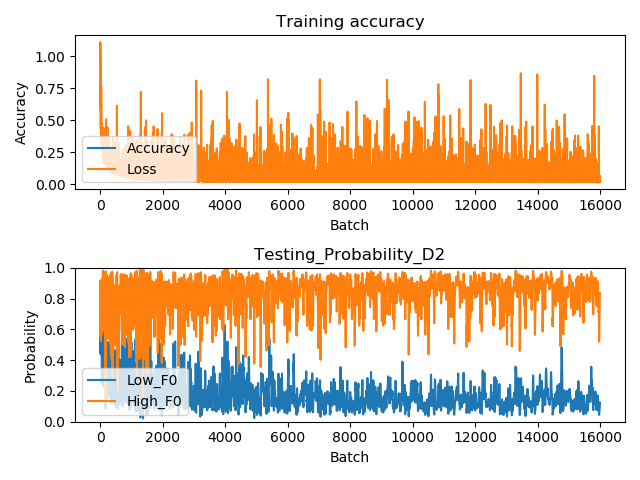 Training accuracy
1.00
0.75
0.50
0.25
0.00
Accuracy
Accuracy
Loss
0 2000 4000 6000 8000 10000 12000 14000 16000
Batch
Testing_Probability_D2
1.0
0.8
0.6
0.4
0.2
0.0
Probability
Low_F0
High_F0
0 2000 4000 6000 8000 10000 12000 14000 16000
Batch